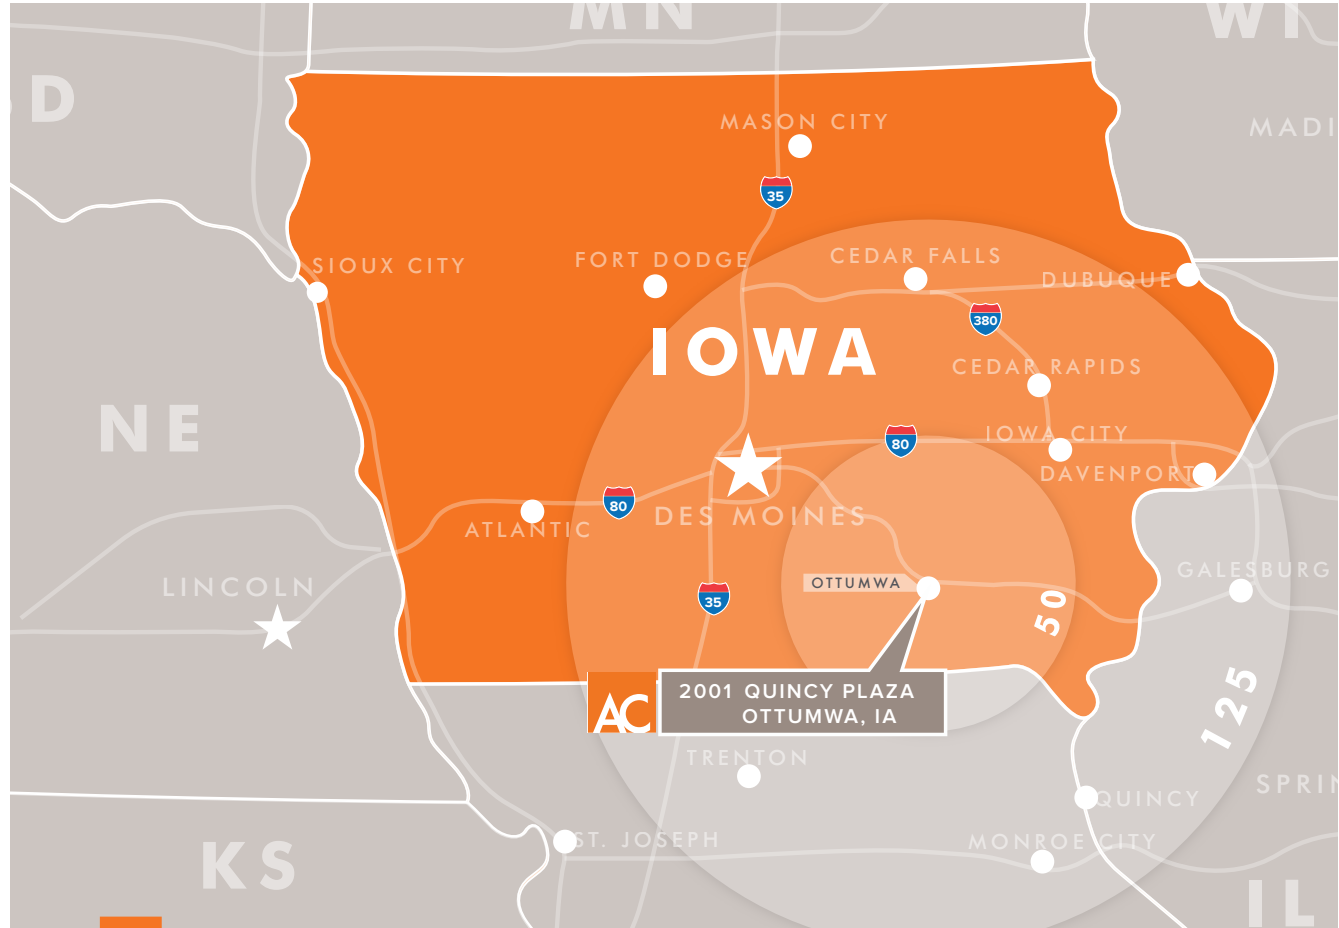 MN
WI
D
MADI
MASON CITY
35
SIOUX CITY
FORT DODGE
CEDAR FALLS
DUBUQUE
380
IOWA
CEDAR RAPIDS
NE
80
IOWA CITY
DAVENPORT
80
DES MOINES
ATLANTIC
GALESBURG
LINCOLN
OTTUMWA
35
50
AC
2001 QUINCY PLAZA
OTTUMWA, IA
125
TRENTON
SPRIN
QUINCY
ST. JOSEPH
MONROE CITY
KS
IL